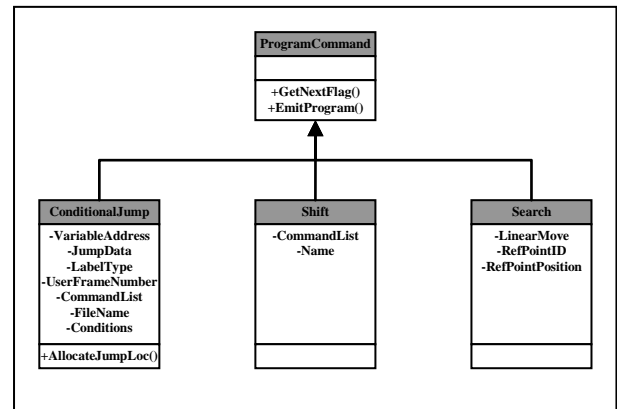 ProgramCommand
+GetNextFlag()
+EmitProgram()
ConditionalJump
-VariableAddress
-JumpData
-LabelType
-UserFrameNumber
-CommandList
-FileName
-Conditions
+AllocateJumpLoc()
Shift
-CommandList
-Name
Search
-LinearMove
-RefPointID
-RefPointPosition